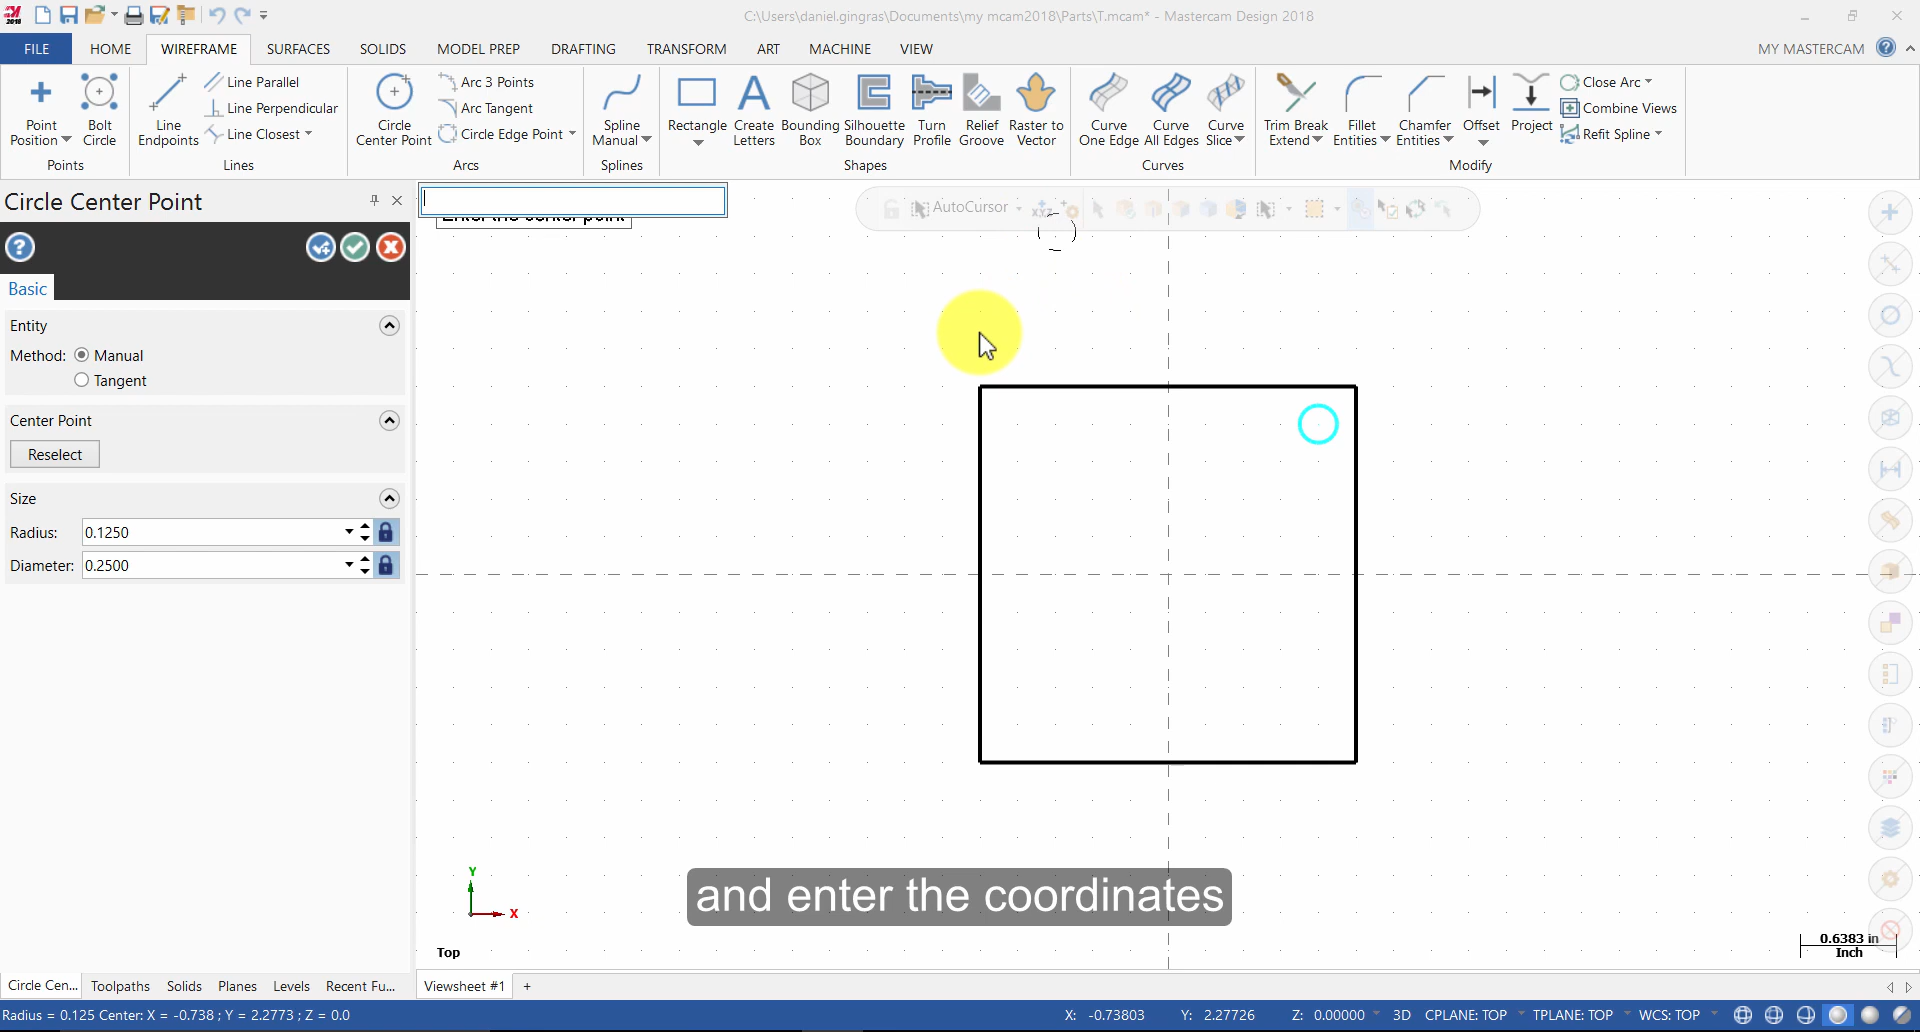 C:\Users\daniel.gingras\Documents\my mcam2018\Parts\T.mcam* - Mastercam Design 2018
FILE HOME WIREFRAME SURFACES SOLIDS MODEL PREP DRAFTING TRANSFORM ART MACHINE VIEW MY MASTERCAM
Point Position
Bolt Circle
Points
Line Endpoints
Line Parallel
Line Perpendicular
Line Closest
Lines
Circle Center Point
Arc 3 Points
Arc Tangent
Circle Edge Point
Arcs
Spline Manual
Splines
Rectangle
Create Letters
Bounding Box
Silhouette Boundary
Turn Profile
Relief Groove
Raster to Vector
Shapes
Curve One Edge
Curve All Edges
Curve Slice
Curves
Trim Break Extend
Fillet Entities
Chamfer Entities
Offset
Project
Close Arc
Combine Views
Refit Spline
Modify
Circle Center Point
Enter the center point
AutoCursor
Basic
Entity
Method: Manual
Tangent
Center Point
Reselect
Size
Radius: 0.1250
Diameter: 0.2500
Y
X
Top
and enter the coordinates
0.6383 in
Inch
Circle Cen... Toolpaths Solids Planes Levels Recent Fu... Viewsheet #1 +
Radius = 0.125 Center: X = -0.738 ; Y = 2.2773 ; Z = 0.0 X: -0.73803 Y: 2.27726 Z: 0.00000 3D CPLANE: TOP TPLANE: TOP WCS: TOP